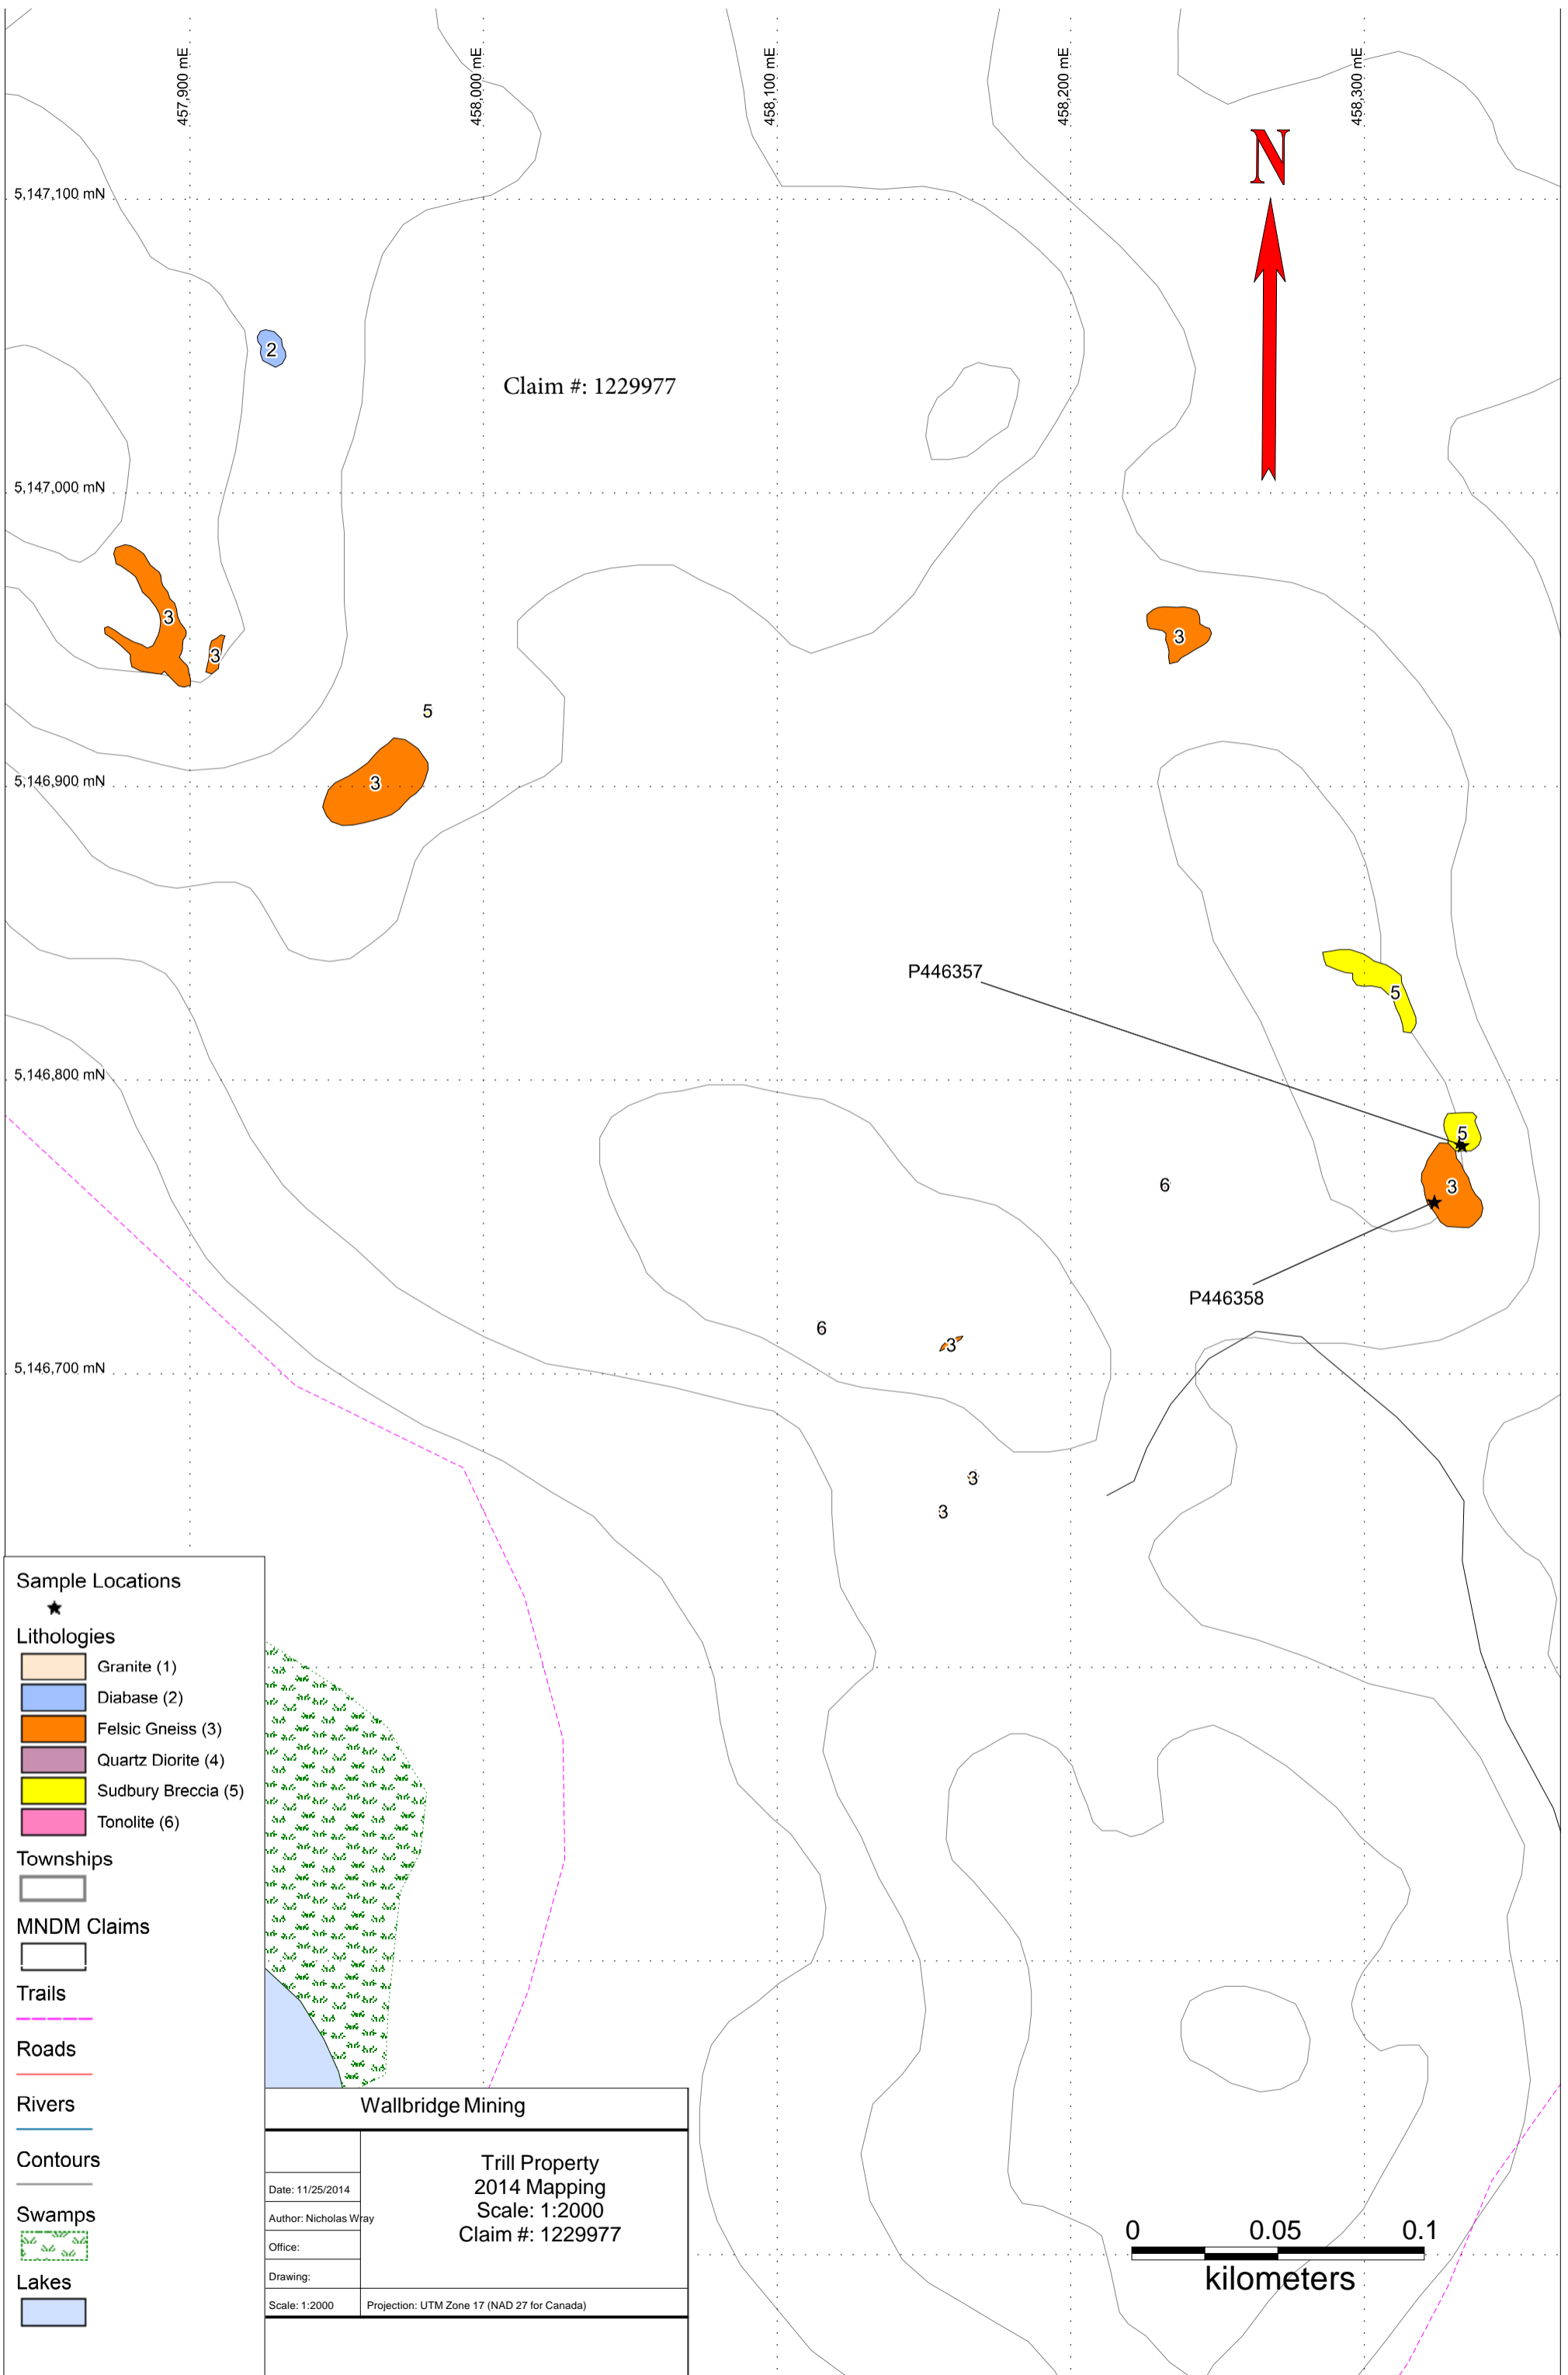 457,900 mE
458,000 mE
458,100 mE
458,200 mE
458,300 mE
N
5,147,100 mN
2
Claim #: 1229977
5,147,000 mN
3
3
3
5
5,146,900 mN
3
P446357
5
5,146,800 mN
5
6
3
P446358
6
3
5,146,700 mN
3
3
Sample Locations
Lithologies
Granite (1)
Diabase (2)
Felsic Gneiss (3)
Quartz Diorite (4)
Sudbury Breccia (5)
Tonolite (6)
Townships
MNDM Claims
Trails
Roads
Rivers
Contours
Swamps
Lakes
Wallbridge Mining
Trill Property
2014 Mapping
Scale: 1:2000
Claim #: 1229977
Date: 11/25/2014
Author: Nicholas Wray
Office:
Drawing:
Scale: 1:2000
Projection: UTM Zone 17 (NAD 27 for Canada)
0 0.05 0.1
kilometers